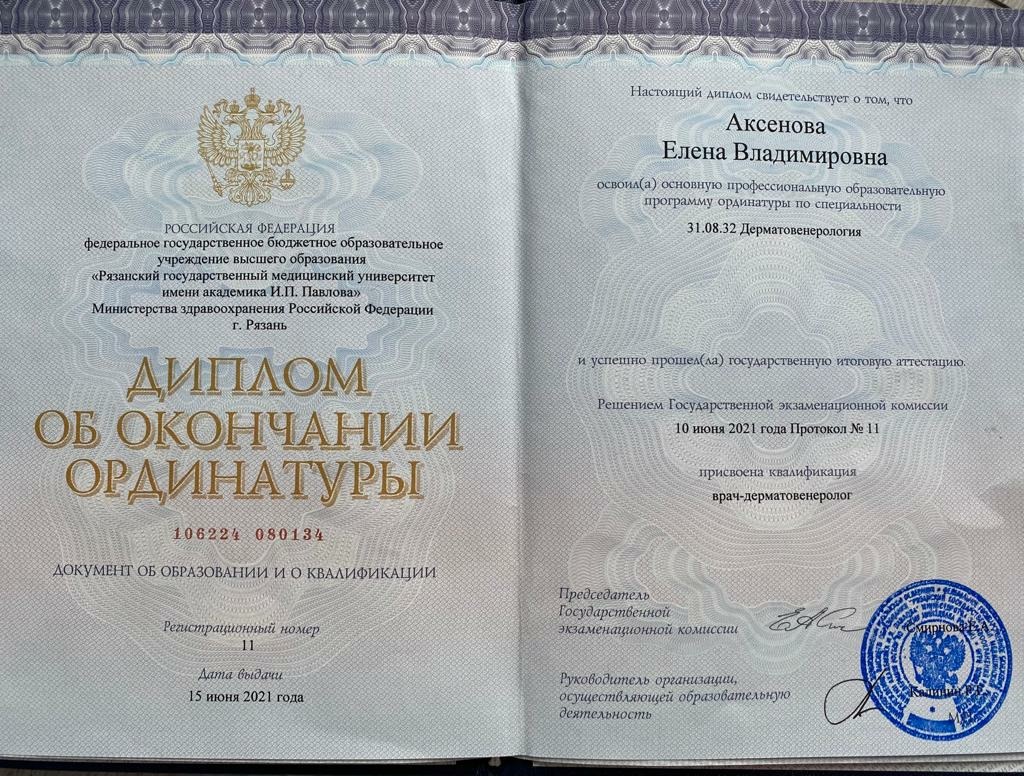 РОССИЙСКАЯ ФЕДЕРАЦИЯ
федеральное государственное бюджетное образовательное
учреждение высшего образования
«Рязанский государственный медицинский университет
имени академика И.П. Павлова»
Министерства здравоохранения Российской Федерации
г. Рязань
ДИПЛОМ
ОБ ОКОНЧАНИИ
ОРДИНАТУРЫ
106224 080134
ДОКУМЕНТ ОБ ОБРАЗОВАНИИ И О КВАЛИФИКАЦИИ
Регистрационный номер
11
Дата выдачи
15 июня 2021 года
Настоящий диплом свидетельствует о том, что
Аксенова
Елена Владимировна
освоил(а) основную профессиональную образовательную
программу ординатуры по специальности
31.08.32 Дерматовенерология
и успешно прошел(ла) государственную итоговую аттестацию.
Решением Государственной экзаменационной комиссии
10 июня 2021 года Протокол № 11
присвоена квалификация
врач-дерматовенеролог
Председатель
Государственной
экзаменационной комиссии
Смирнова Е.А.
Руководитель организации,
осуществляющей образовательную
деятельность
Калинин Р.Е.
М.П.